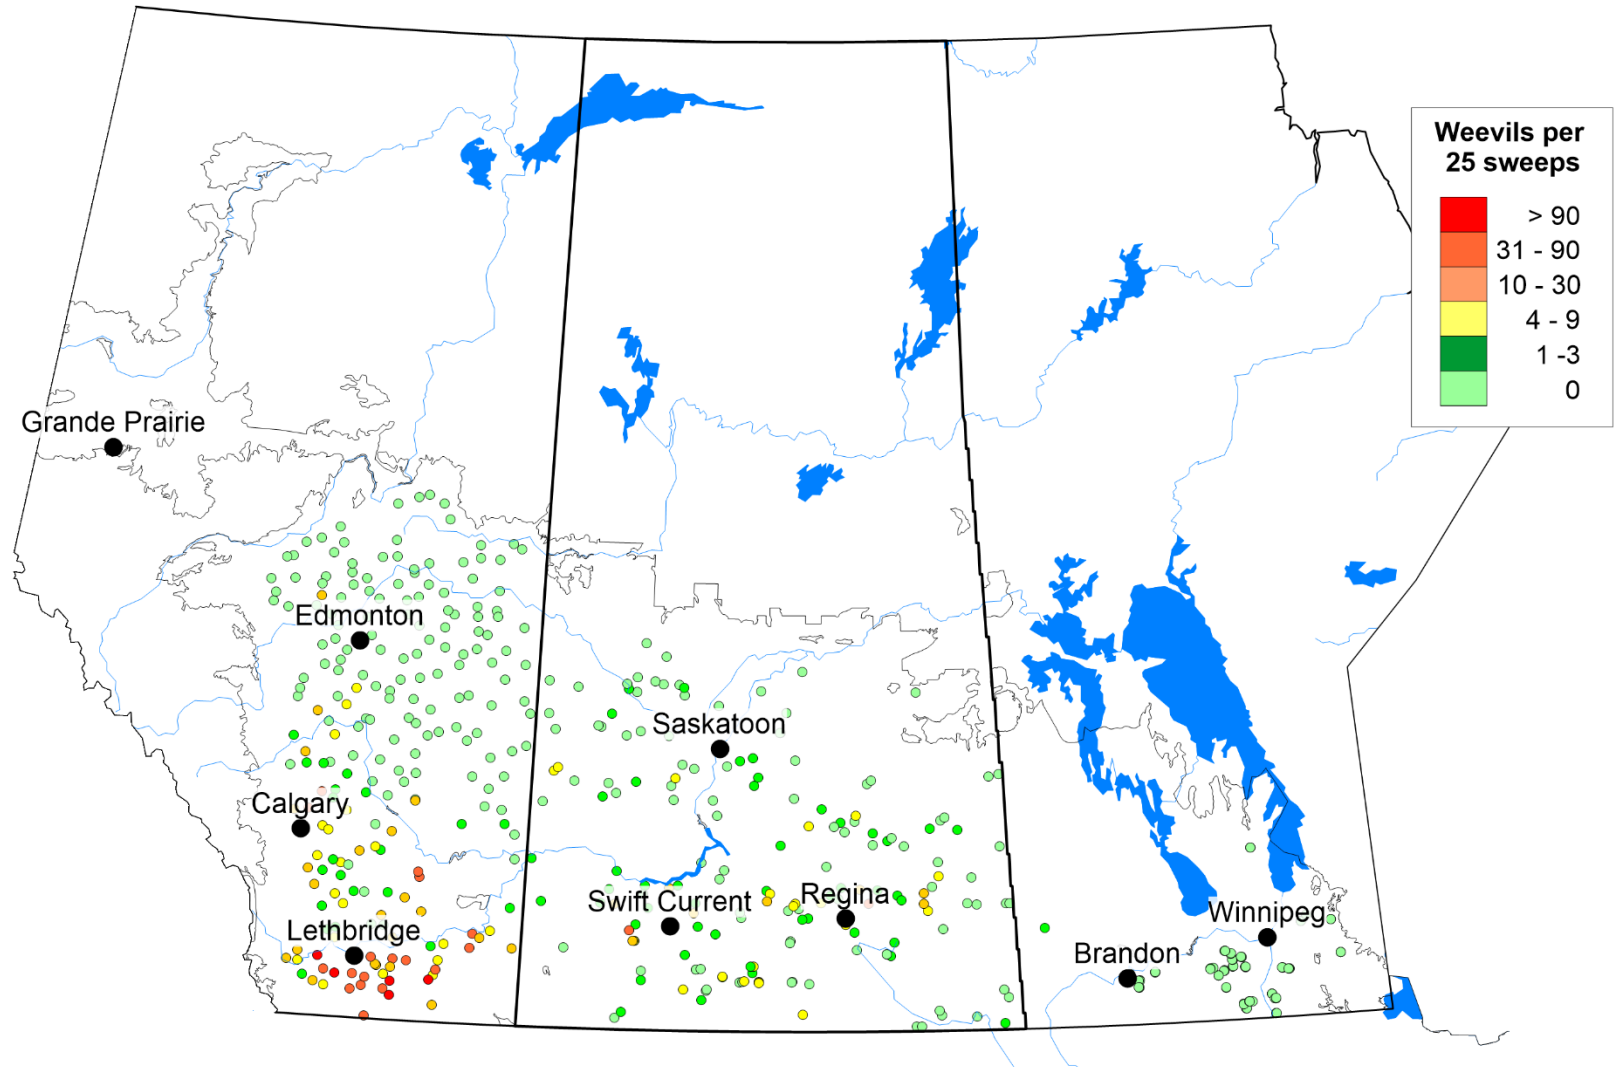 Weevils per
25 sweeps
> 90
31 - 90
10 - 30
4 - 9
1 -3
0
Grande Prairie
Edmonton
Saskatoon
Calgary
Swift Current
Regina
Winnipeg
Lethbridge
Brandon